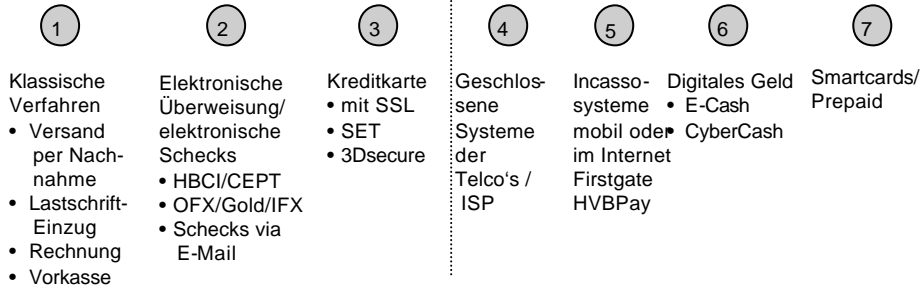 1
Klassische
Verfahren
• Versand
per Nach-
nahme
• Lastschrift-
Einzug
• Rechnung
• Vorkasse
2
Elektronische
Überweisung/
elektronische
Schecks
• HBCI/CEPT
• OFX/Gold/IFX
• Schecks via
E-Mail
3
Kreditkarte
• mit SSL
• SET
• 3Dsecure
4
Geschlos-
sene
Systeme
der
Telco's /
ISP
5
Incasso-
systeme
mobil oder
im Internet
Firstgate
HVBPay
6
Digitales Geld
• E-Cash
• CyberCash
7
Smartcards/
Prepaid